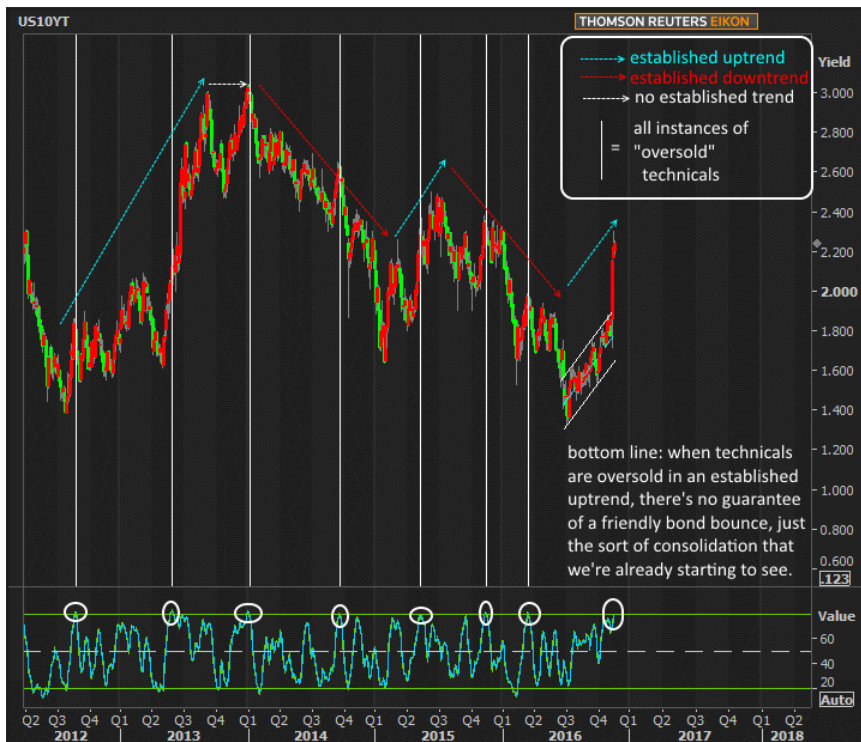 US10YT
THOMSON REUTERS EIKON
established uptrend
established downtrend
no established trend
all instances of
= "oversold"
technicals
Yield
3.000
2.800
2.600
2.400
2.200
2.000
1.800
1.600
1.400
1.200
1.000
0.800
0.600
.123
bottom line: when technicals
are oversold in an established
uptrend, there's no guarantee
of a friendly bond bounce, just
the sort of consolidation that
we're already starting to see.
Value
60
40
20
Auto
Q2 Q3 Q4 Q1 Q2 Q3 Q4 Q1 Q2 Q3 Q4 Q1 Q2 Q3 Q4 Q1 Q2 Q3 Q4 Q1 Q2 Q3 Q4 Q1 Q2
2012 2013 2014 2015 2016 2017 2018